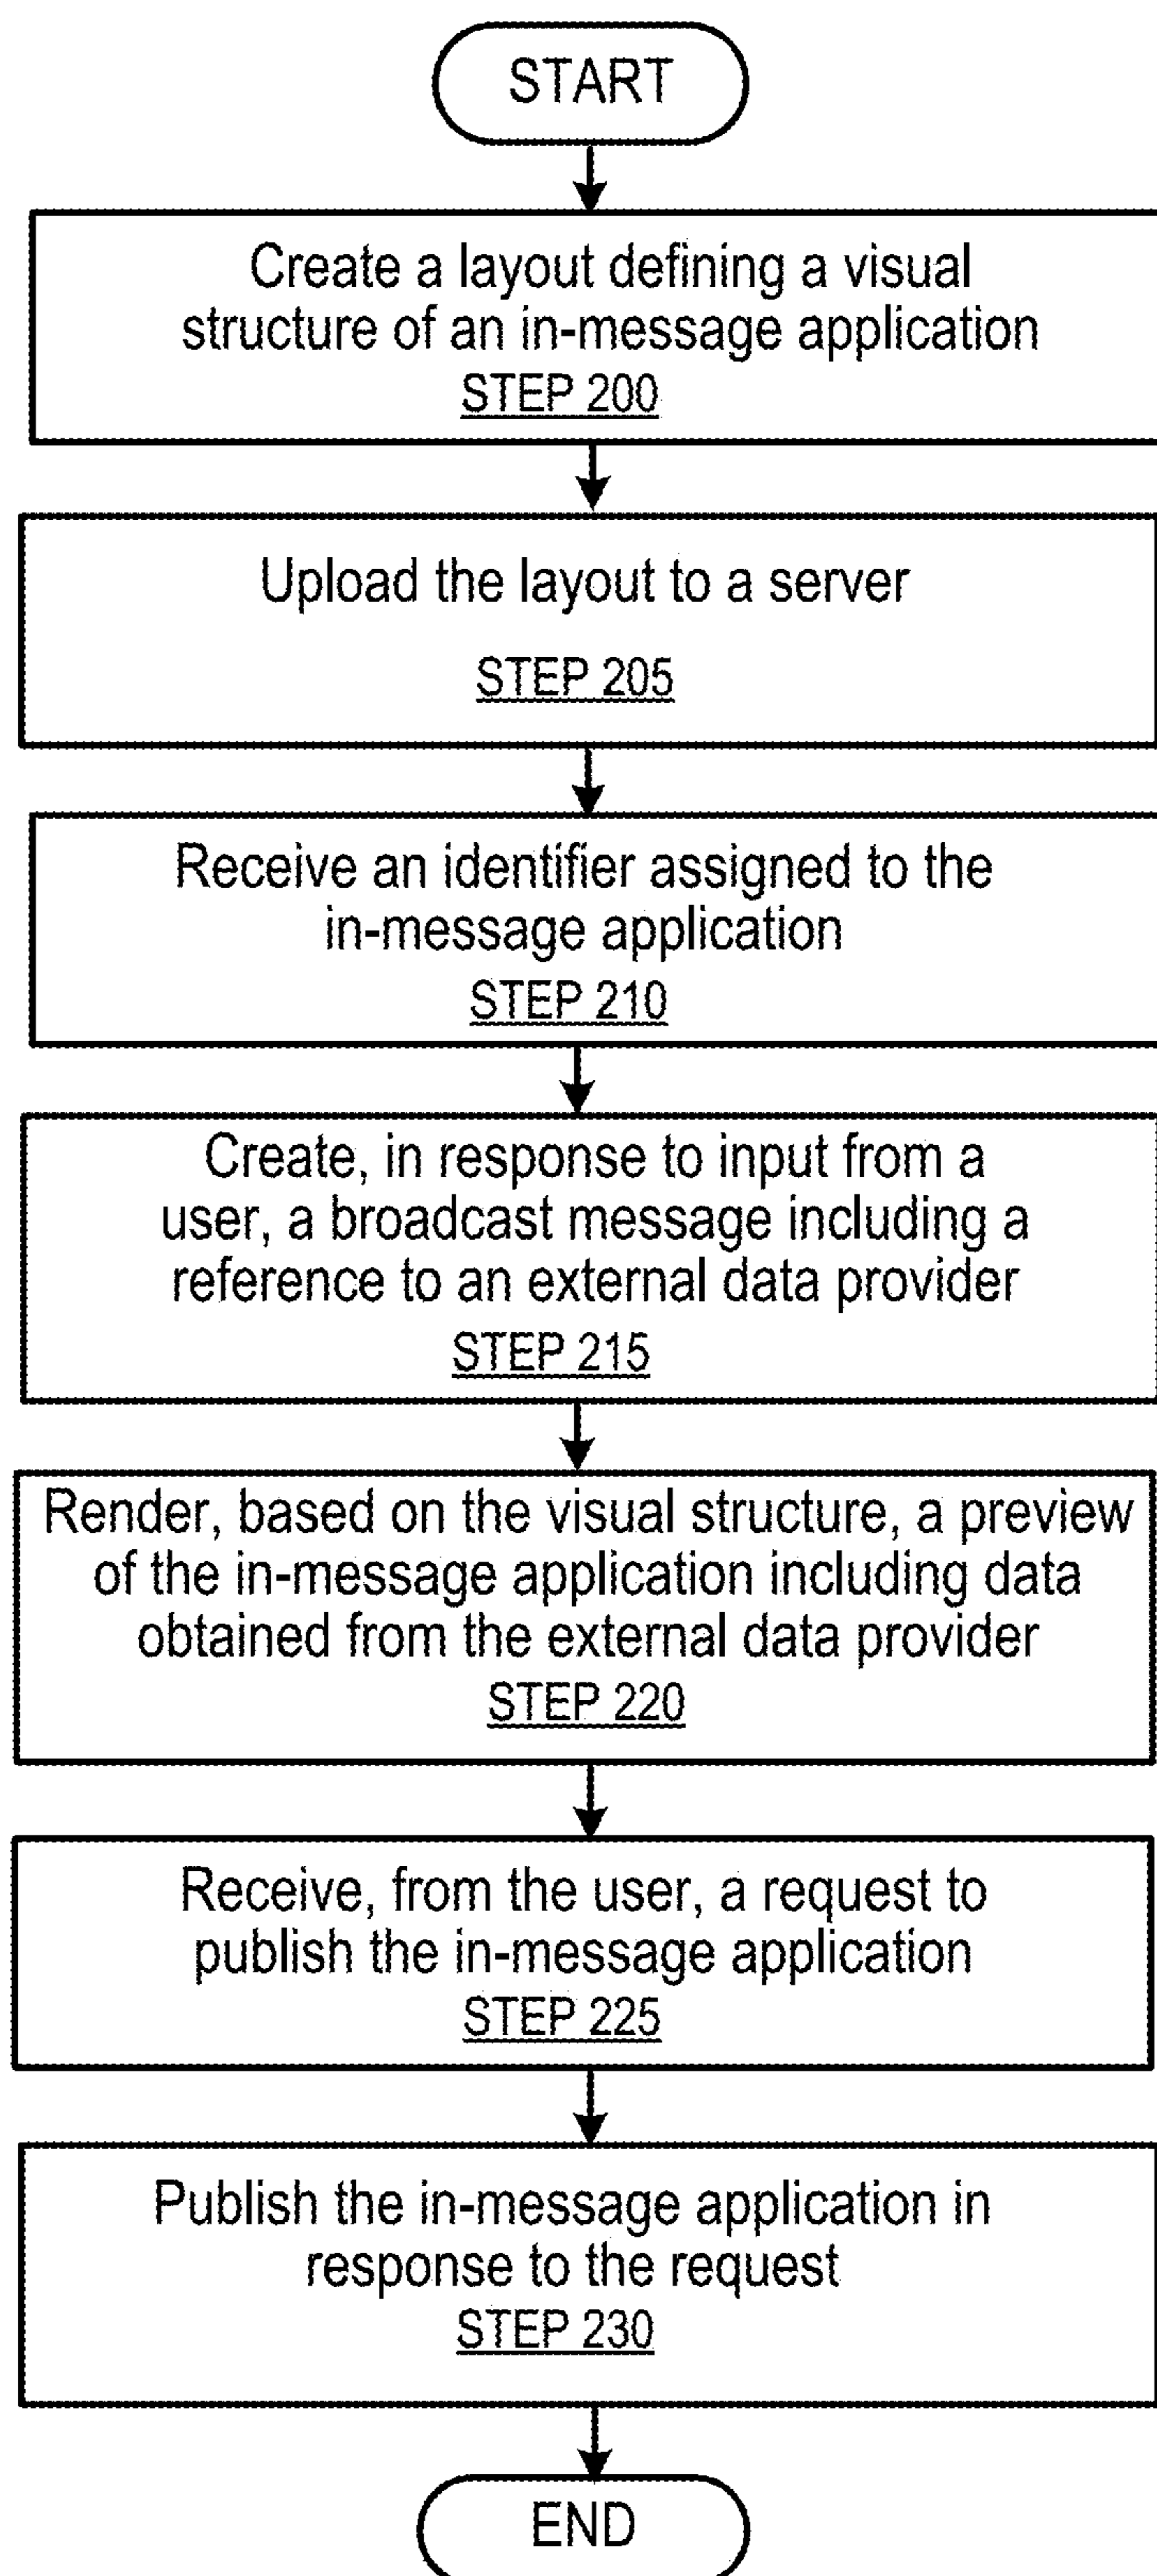 START
Create a layout defining a visual
structure of an in-message application
STEP 200
Upload the layout to a server
STEP 205
Receive an identifier assigned to the
in-message application
STEP 210
Create, in response to input from a
user, a broadcast message including a
reference to an external data provider
STEP 215
Render, based on the visual structure, a preview
of the in-message application including data
obtained from the external data provider
STEP 220
Receive, from the user, a request to
publish the in-message application
STEP 225
Publish the in-message application in
response to the request
STEP 230
END